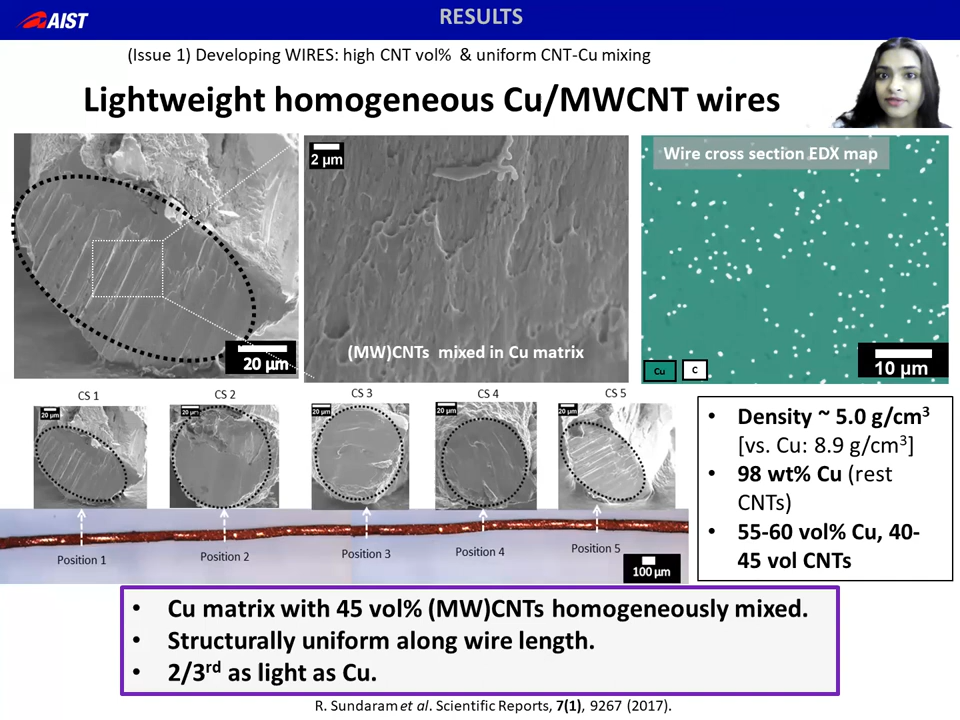 AIST
RESULTS
(Issue 1) Developing WIRES: high CNT vol% & uniform CNT-Cu mixing
Lightweight homogeneous Cu/MWCNT wires
20 µm
2 µm
(MW)CNTs mixed in Cu matrix
Wire cross section EDX map
Cu
C
10 µm
CS 1
CS 2
CS 3
CS 4
CS 5
20 µm
20 µm
20 µm
20 µm
20 µm
Position 1
Position 2
Position 3
Position 4
Position 5
100 µm
• Density ~ 5.0 g/cm³
[vs. Cu: 8.9 g/cm³]
• 98 wt% Cu (rest
CNTs)
• 55-60 vol% Cu, 40-
45 vol CNTs
• Cu matrix with 45 vol% (MW)CNTs homogeneously mixed.
• Structurally uniform along wire length.
• 2/3rd as light as Cu.
R. Sundaram et al. Scientific Reports, 7(1), 9267 (2017).